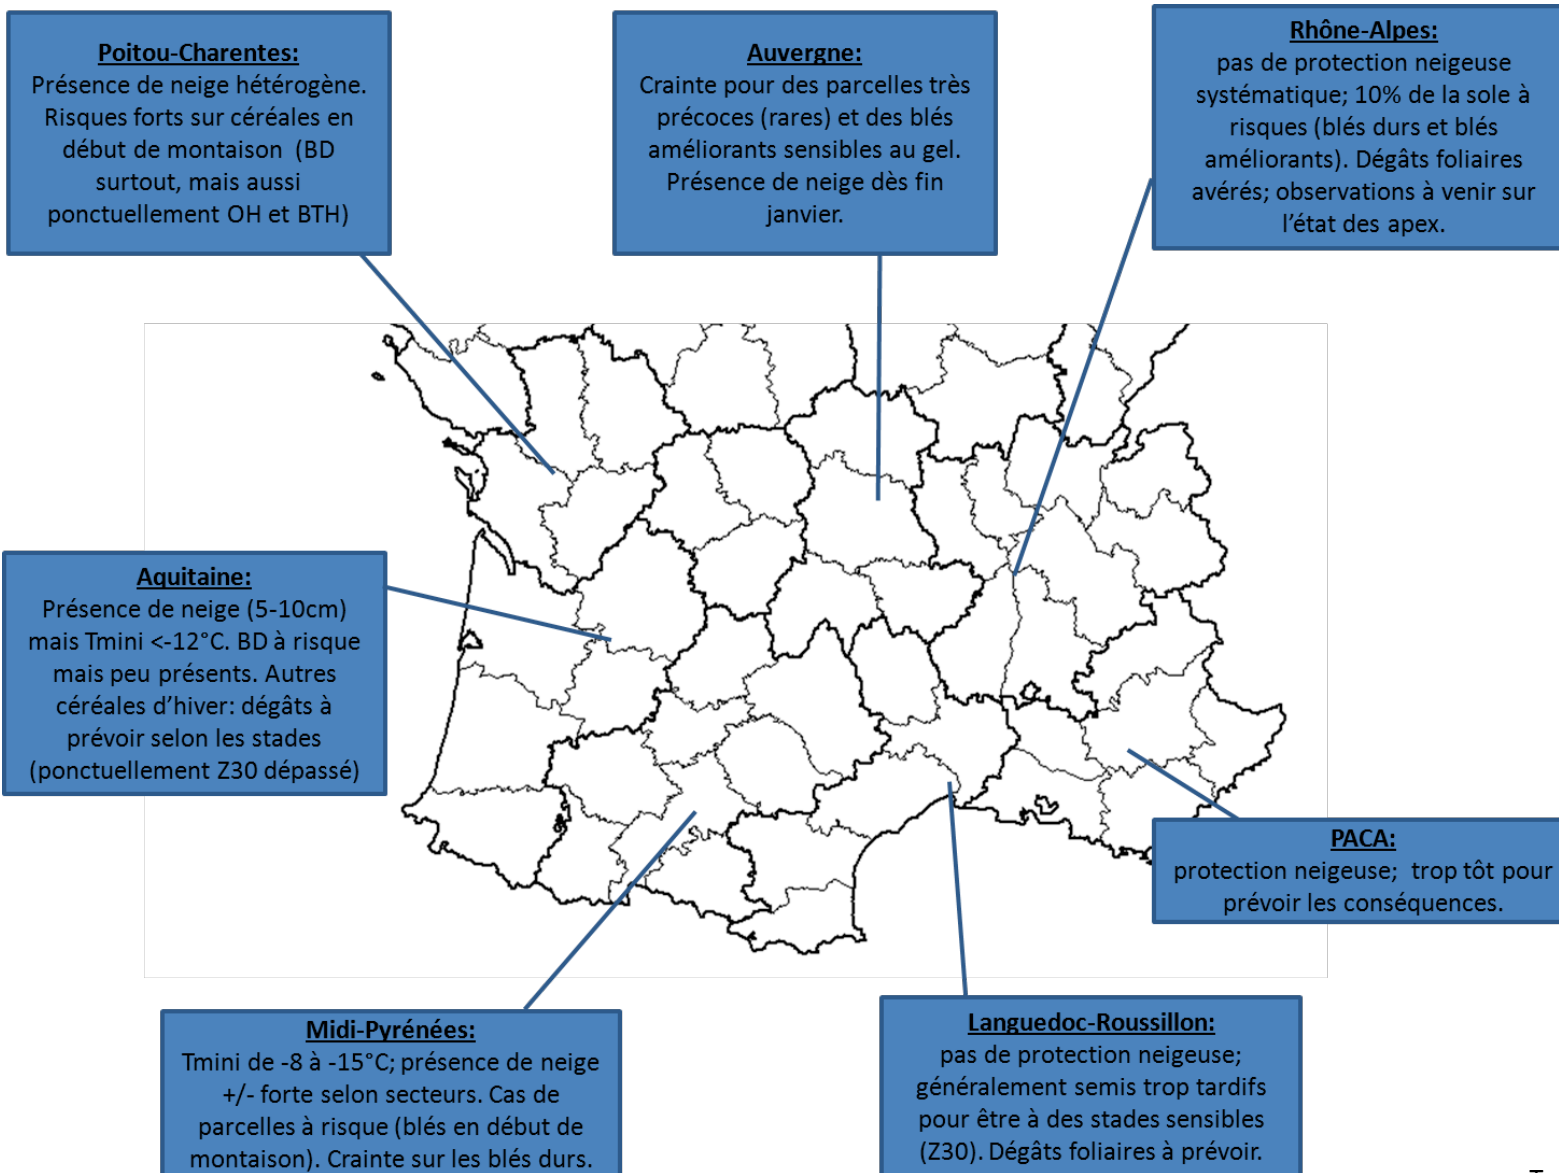 Poitou-Charentes:
Présence de neige hétérogène.
Risques forts sur céréales en
début de montaison  (BD
surtout, mais aussi
ponctuellement OH et BTH)
Auvergne:
Crainte pour des parcelles très
précoces (rares) et des blés
améliorants sensibles au gel.
Présence de neige dès fin
janvier.
Rhône-Alpes:
pas de protection neigeuse
systématique; 10% de la sole à
risques (blés durs et blés
améliorants). Dégâts foliaires
avérés; observations à venir sur
l'état des apex.
Aquitaine:
Présence de neige (5-10cm)
mais Tmini <-12°C. BD à risque
mais peu présents. Autres
céréales d'hiver: dégâts à
prévoir selon les stades
(ponctuellement Z30 dépassé)
PACA:
protection neigeuse;  trop tôt pour
prévoir les conséquences.
Midi-Pyrénées:
Tmini de -8 à -15°C; présence de neige
+/- forte selon secteurs. Cas de
parcelles à risque (blés en début de
montaison). Crainte sur les blés durs.
Languedoc-Roussillon:
pas de protection neigeuse;
généralement semis trop tardifs
pour être à des stades sensibles
(Z30). Dégâts foliaires à prévoir.